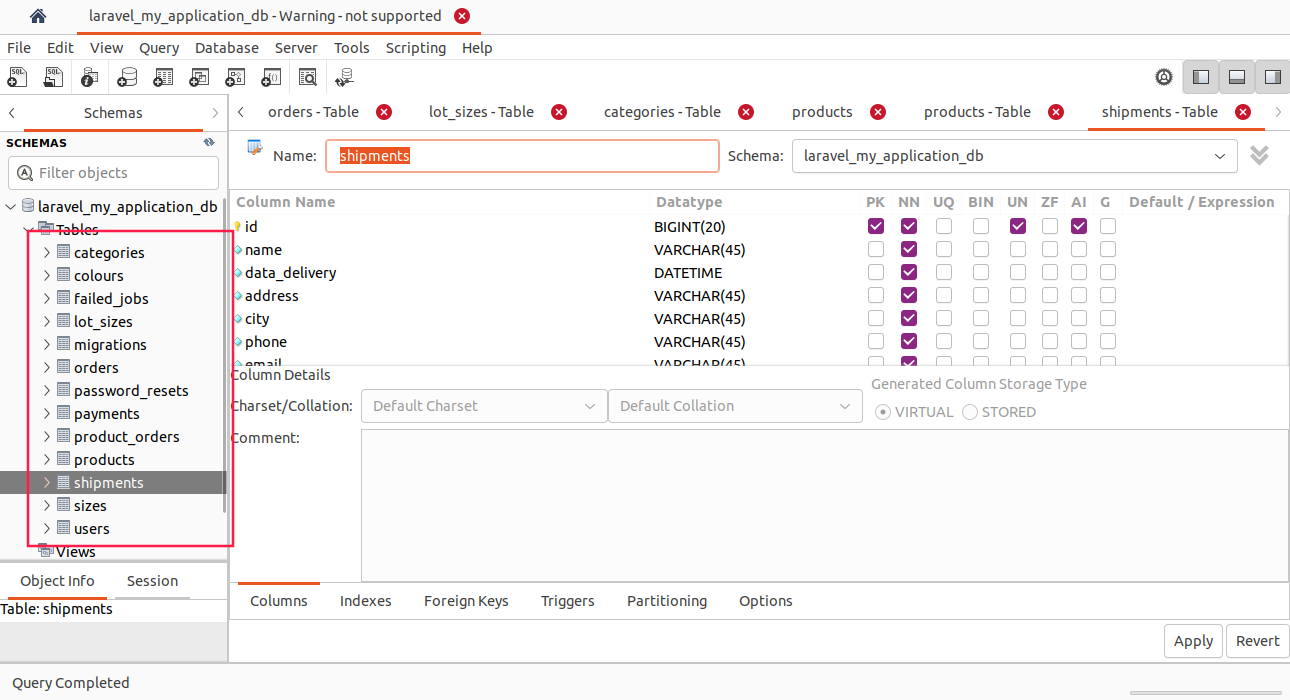 laravel_my_application_db - Warning - not supported
File Edit View Query Database Server Tools Scripting Help
Schemas
orders - Table
lot_sizes - Table
categories - Table
products
products - Table
shipments - Table
SCHEMAS
Filter objects
laravel_my_application_db
Tables
categories
colours
failed_jobs
lot_sizes
migrations
orders
password_resets
payments
product_orders
products
shipments
sizes
users
Views
Object Info Session
Table: shipments
Name: shipments Schema: laravel_my_application_db
Column Name Datatype PK NN UQ BIN UN ZF AI G Default / Expression
id BIGINT(20)
name VARCHAR(45)
data_delivery DATETIME
address VARCHAR(45)
city VARCHAR(45)
phone VARCHAR(45)
email VARCHAR(45)
Column Details
Generated Column Storage Type
Charset/Collation: Default Charset Default Collation
VIRTUAL STORED
Comment:
Columns Indexes Foreign Keys Triggers Partitioning Options
Apply Revert
Query Completed